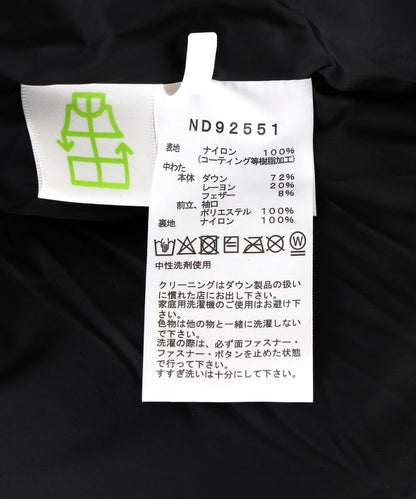 ND92551
表地 ナイロン 100%
(コーティング等樹脂加工)
中わた
本体 ダウン 72%
レーヨン 20%
フェザー 8%
前立、袖口
ポリエステル 100%
裏地 ナイロン 100%
W
中性洗剤使用
クリーニングはダウン製品の扱い
に慣れた店にお出し下さい。
家庭用洗濯機のご使用はお避け下
さい。
色物は他の物と一緒に洗濯しない
で下さい。
洗濯の際は、必ず面ファスナー・
ファスナー・ボタンを止めた状態
で行って下さい。
すすぎ洗いは十分にして下さい。